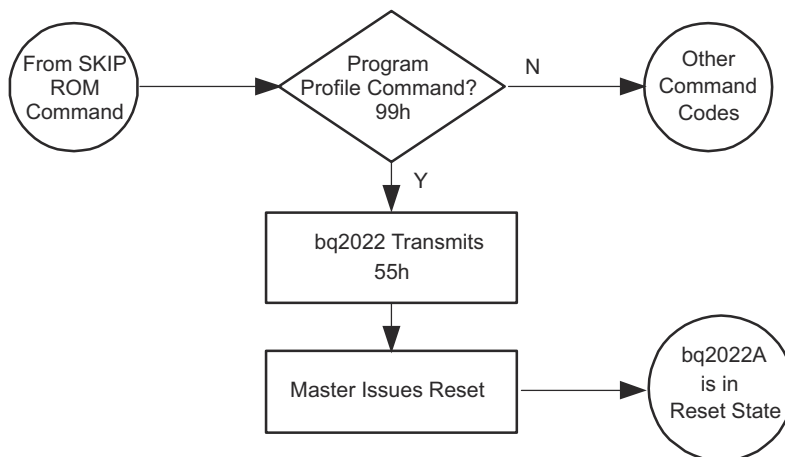 From SKIP
ROM
Command
Program
Profile Command?
99h
N
Other
Command
Codes
Y
bq2022 Transmits
55h
Master Issues Reset
bq2022A
is in
Reset State